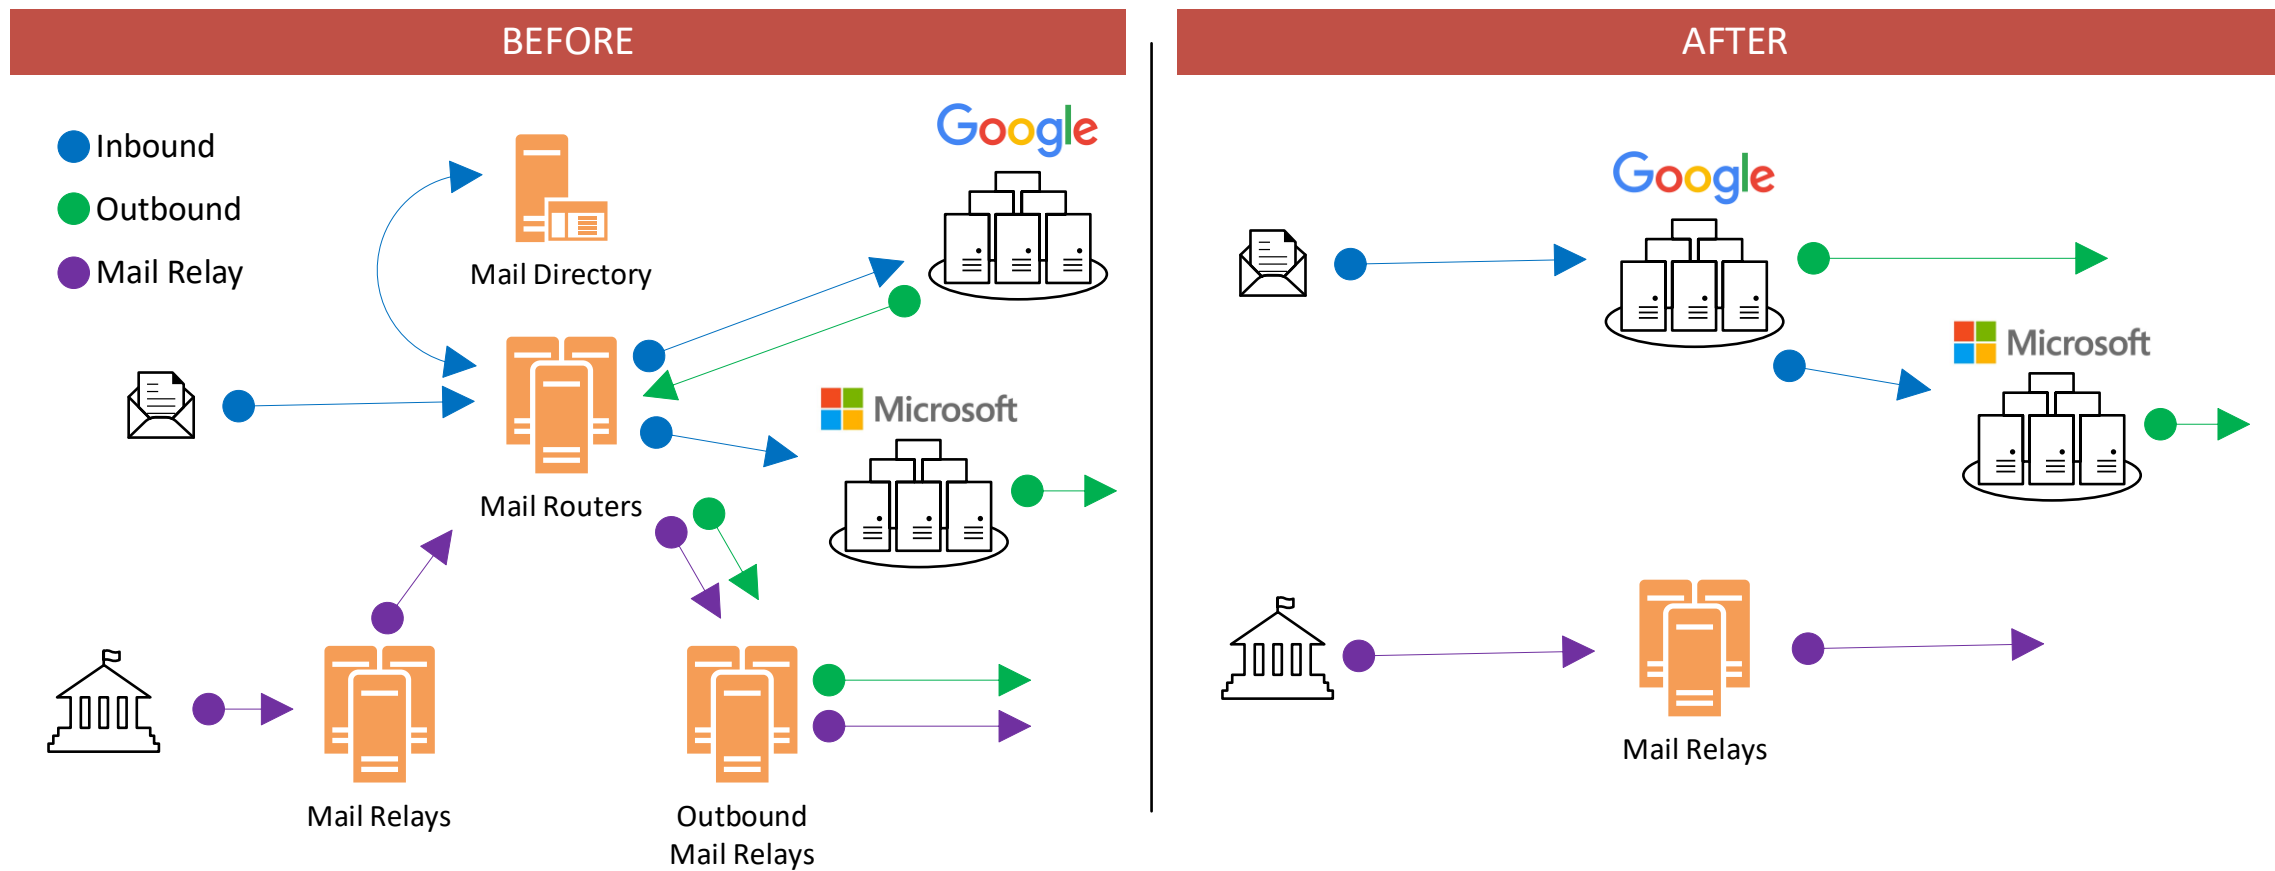 BEFORE
Inbound
Outbound
Mail Relay
Mail Directory
Google
Mail Routers
Microsoft
Mail Relays
Outbound
Mail Relays
AFTER
Google
Microsoft
Mail Relays